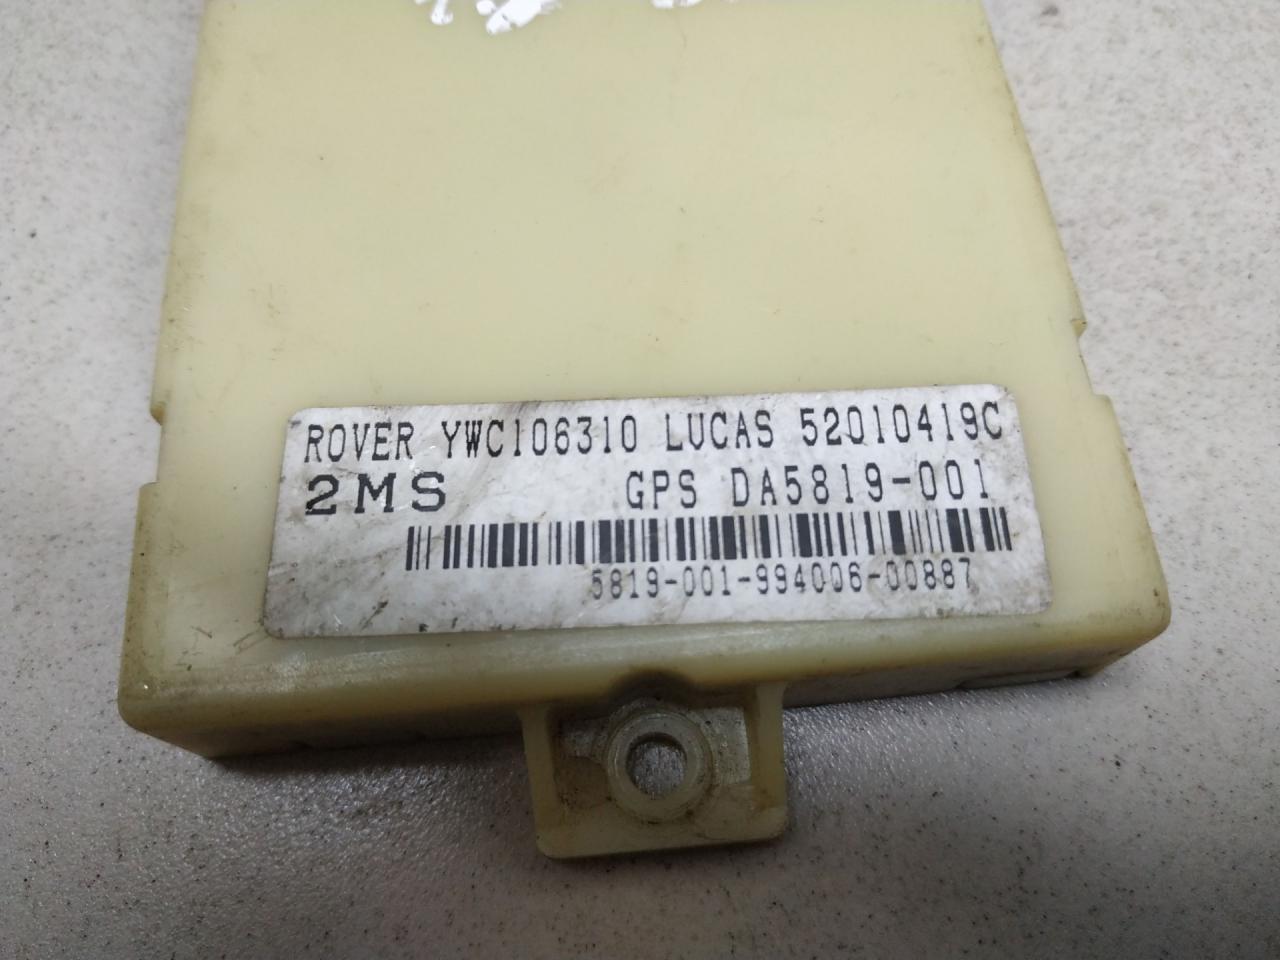 ROVER YWC106310 LUCAS 52010419C
2MS GPS DA5819-001
5819-001-994006-00887